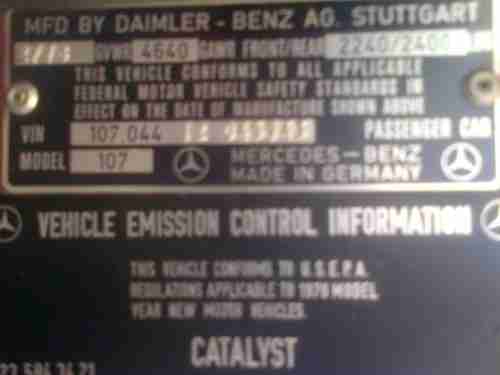 MFD BY DAIMLER - BENZ AG. STUTTGART
GVWR 4640 GAWR FRONT/REAR 2240/2400
THIS VEHICLE CONFORMS TO ALL APPLICABLE
FEDERAL MOTOR VEHICLE SAFETY STANDARDS IN
EFFECT ON THE DATE OF MANUFACTURE SHOWN ABOVE
VIN 107.044 PASSENGER CAR
MODEL 107 MERCEDES-BENZ
MADE IN GERMANY
VEHICLE EMISSION CONTROL INFORMATION
THIS VEHICLE CONFORMS TO U.S.E.P.A.
REGULATIONS APPLICABLE TO 1978 MODEL
YEAR NEW MOTOR VEHICLES.
CATALYST